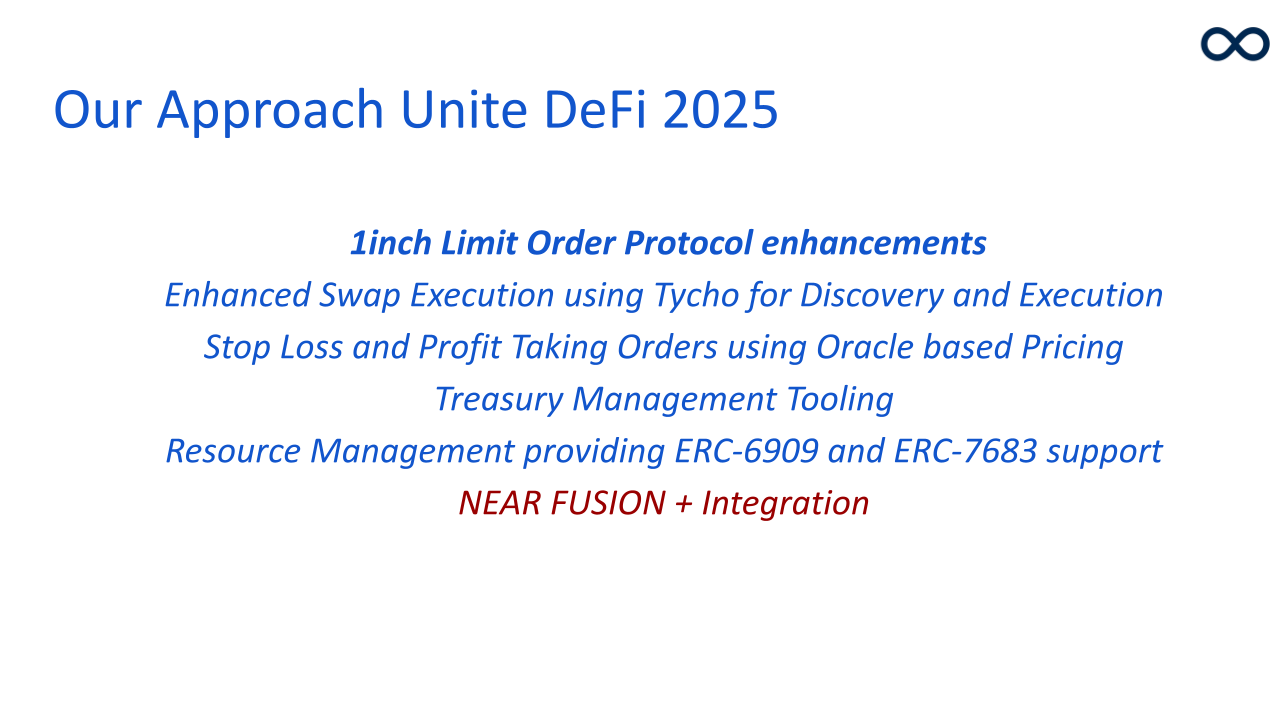 Our Approach Unite DeFi 2025
1inch Limit Order Protocol enhancements
Enhanced Swap Execution using Tycho for Discovery and Execution
Stop Loss and Profit Taking Orders using Oracle based Pricing
Treasury Management Tooling
Resource Management providing ERC-6909 and ERC-7683 support
NEAR FUSION + Integration